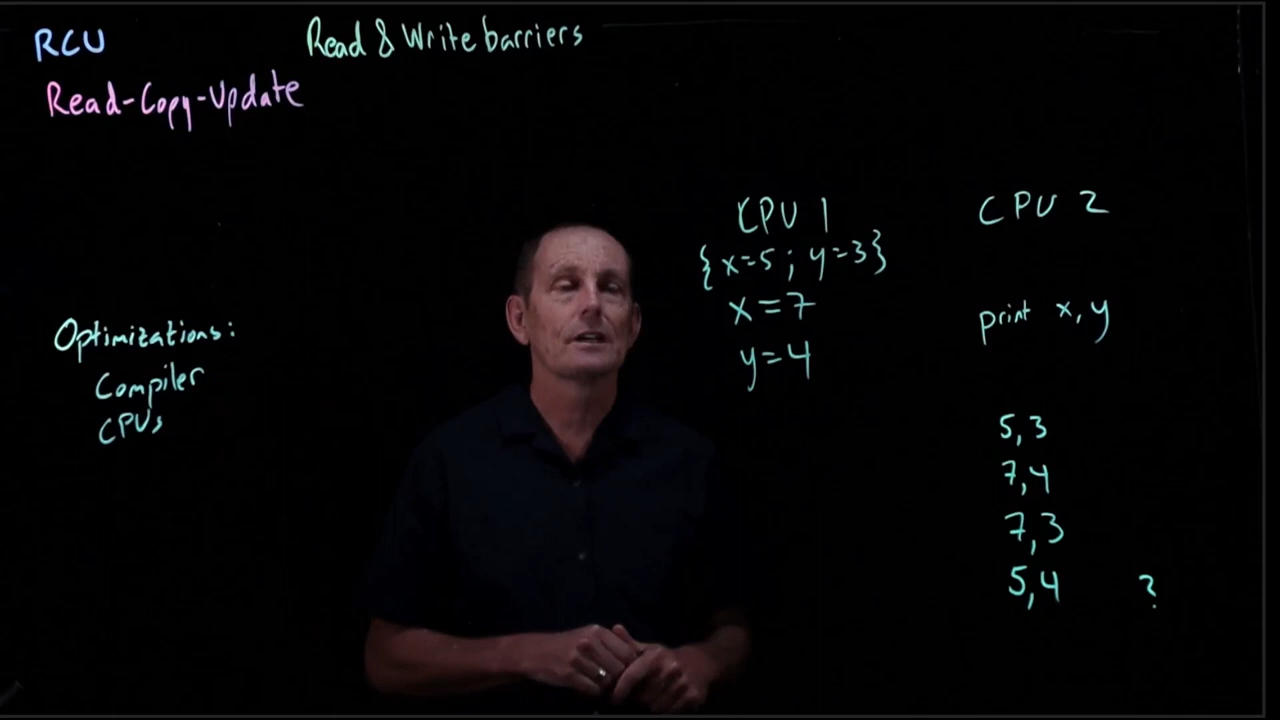 RCU
Read & Write barriers
Read-Copy-Update
Optimizations:
Compiler
CPUs
CPU 1
{x=5; y=3}
x=7
y=4
CPU 2
print x, y
5,3
7,4
7,3
5,4 ?